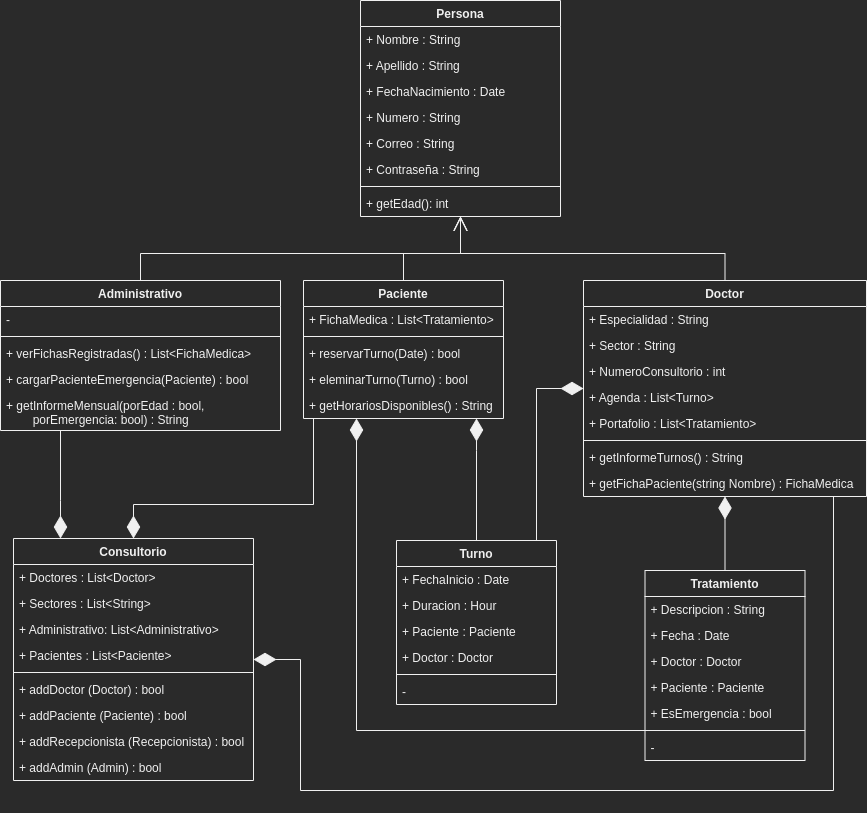 Persona
+ Nombre : String
+ Apellido : String
+ FechaNacimiento : Date
+ Numero : String
+ Correo : String
+ Contraseña : String
+ getEdad(): int
Administrativo
-
+ verFichasRegistradas() : List<FichaMedica>
+ cargarPacienteEmergencia(Paciente) : bool
+ getInformeMensual(porEdad : bool,
porEmergencia: bool) : String
Paciente
+ FichaMedica : List<Tratamiento>
+ reservarTurno(Date) : bool
+ eleminarTurno(Turno) : bool
+ getHorariosDisponibles() : String
Doctor
+ Especialidad : String
+ Sector : String
+ NumeroConsultorio : int
+ Agenda : List<Turno>
+ Portafolio : List<Tratamiento>
+ getInformeTurnos() : String
+ getFichaPaciente(string Nombre) : FichaMedica
Consultorio
+ Doctores : List<Doctor>
+ Sectores : List<String>
+ Administrativo: List<Administrativo>
+ Pacientes : List<Paciente>
+ addDoctor (Doctor) : bool
+ addPaciente (Paciente) : bool
+ addRecepcionista (Recepcionista) : bool
+ addAdmin (Admin) : bool
Turno
+ FechaInicio : Date
+ Duracion : Hour
+ Paciente : Paciente
+ Doctor : Doctor
-
Tratamiento
+ Descripcion : String
+ Fecha : Date
+ Doctor : Doctor
+ Paciente : Paciente
+ EsEmergencia : bool
-